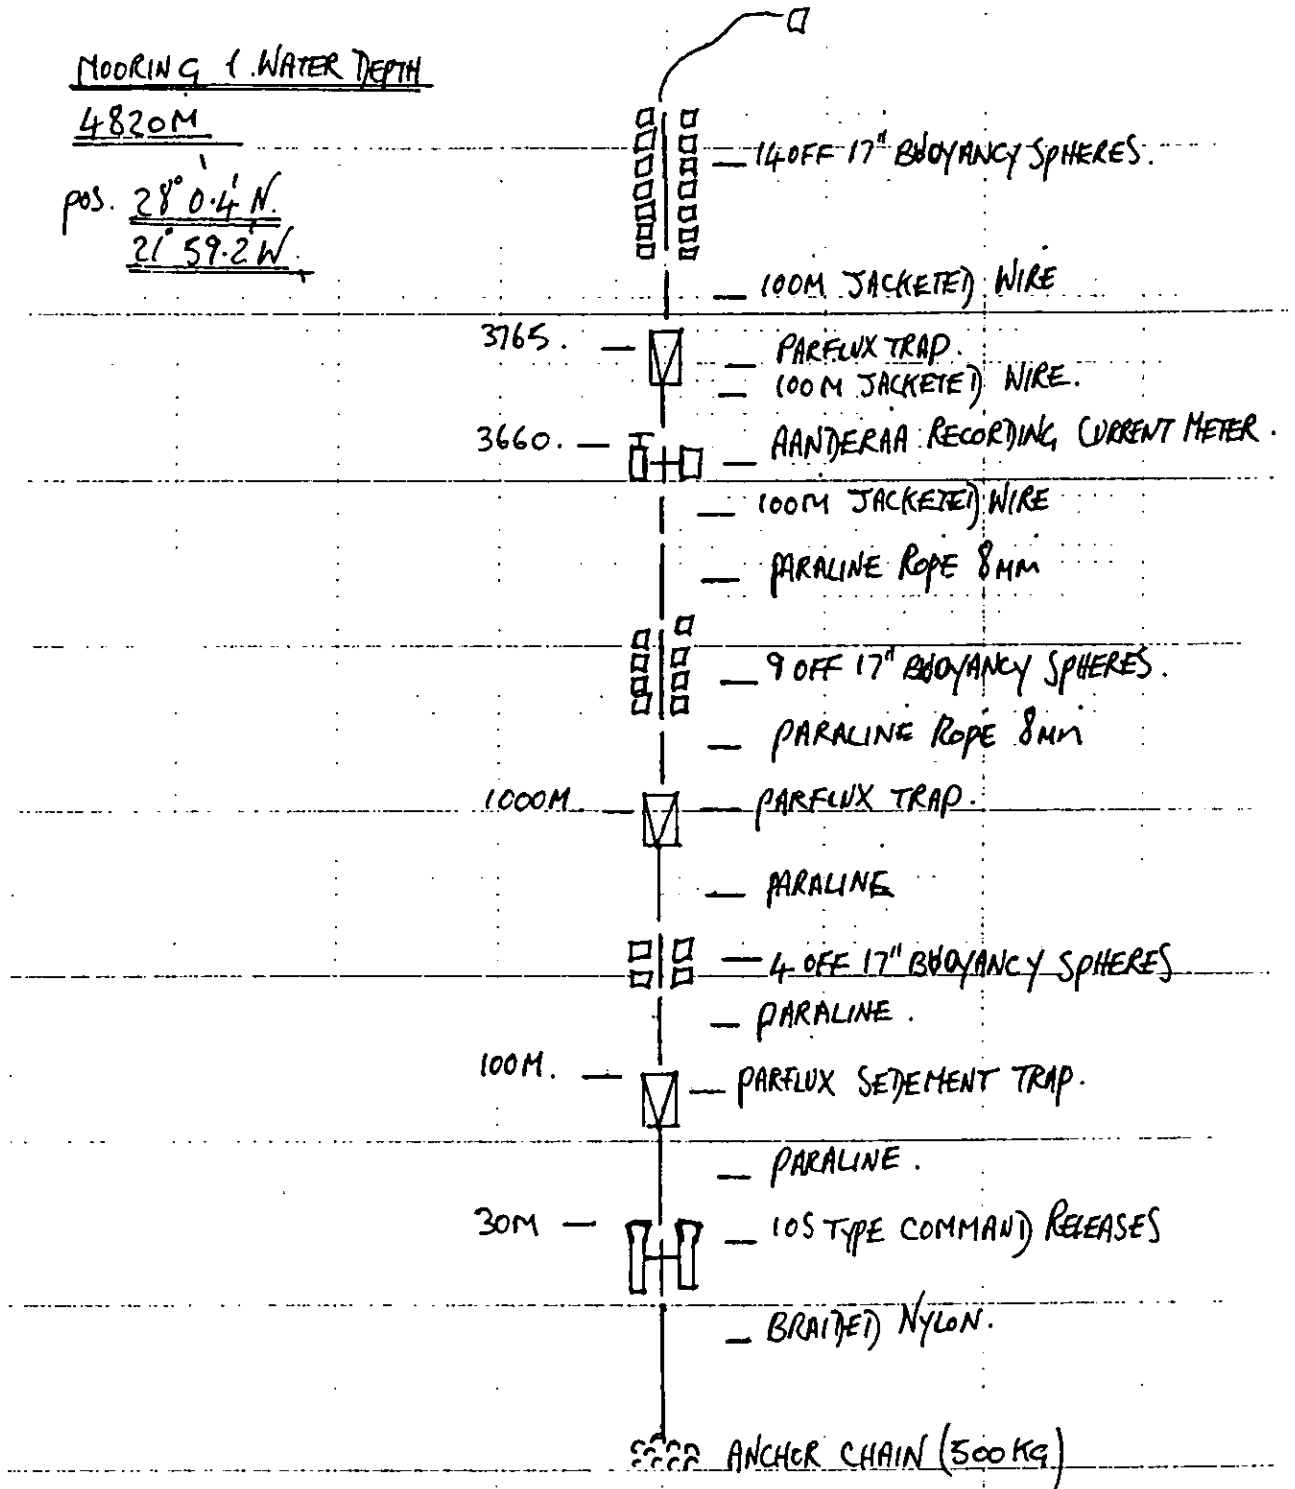 MOORING 1. WATER DEPTH
4820M
pos. 28° 0.4' N.
21° 59.2' W.
14 OFF 17" BUOYANCY SPHERES.
100M JACKETED WIRE
3765.
PARFLUX TRAP.
100M JACKETED WIRE.
3660.
AANDERAA RECORDING CURRENT METER.
100M JACKETED WIRE
PARALINE ROPE 8MM
9 OFF 17" BUOYANCY SPHERES.
PARALINE ROPE 8MM
1000M.
PARFLUX TRAP.
PARALINE
4 OFF 17" BUOYANCY SPHERES
PARALINE.
100M.
PARFLUX SEDEMENT TRAP.
PARALINE.
30M
IOS TYPE COMMAND RELEASES
BRAIDED NYLON.
ANCHOR CHAIN (500 KG)